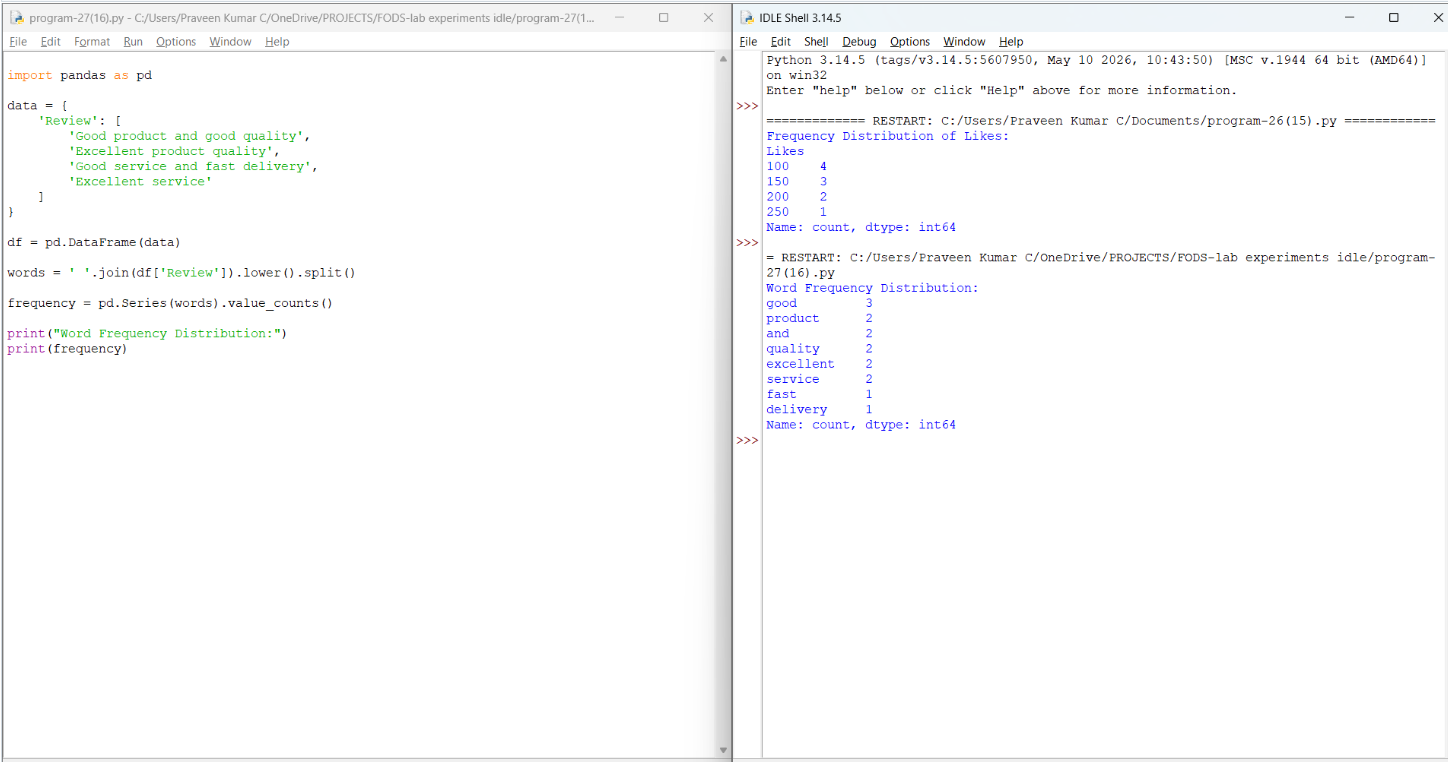 program-27(16).py - C:/Users/Praveen Kumar C/OneDrive/PROJECTS/FODS-lab experiments idle/program-27(1...
File Edit Format Run Options Window Help
import pandas as pd
data = {
    'Review': [
        'Good product and good quality',
        'Excellent product quality',
        'Good service and fast delivery',
        'Excellent service'
    ]
}
df = pd.DataFrame(data)
words = ' '.join(df['Review']).lower().split()
frequency = pd.Series(words).value_counts()
print("Word Frequency Distribution:")
print(frequency)
IDLE Shell 3.14.5
File Edit Shell Debug Options Window Help
Python 3.14.5 (tags/v3.14.5:5607950, May 10 2026, 10:43:50) [MSC v.1944 64 bit (AMD64)]
on win32
Enter "help" below or click "Help" above for more information.
>>>
============= RESTART: C:/Users/Praveen Kumar C/Documents/program-26(15).py ============
Frequency Distribution of Likes:
Likes
100    4
150    3
200    2
250    1
Name: count, dtype: int64
>>>
= RESTART: C:/Users/Praveen Kumar C/OneDrive/PROJECTS/FODS-lab experiments idle/program-
27(16).py
Word Frequency Distribution:
good         3
product      2
and          2
quality      2
excellent    2
service      2
fast         1
delivery     1
Name: count, dtype: int64
>>>